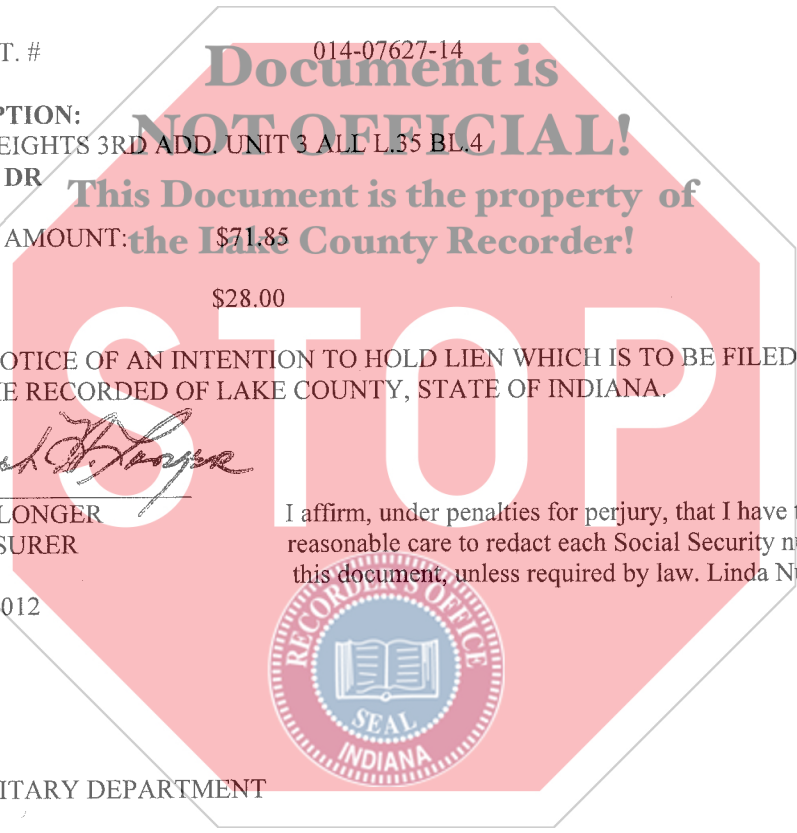 T. # 014-07627-14
Document is
PTION:
NOT OFFICIAL!
EIGHTS 3RD ADD. UNIT 3 ALL L.35 BL.4
DR
This Document is the property of
AMOUNT: $71.85
the Lake County Recorder!
$28.00
STOP
OTICE OF AN INTENTION TO HOLD LIEN WHICH IS TO BE FILED
E RECORDED OF LAKE COUNTY, STATE OF INDIANA.
LONGER
SURER
I affirm, under penalties for perjury, that I have t
reasonable care to redact each Social Security nu
this document, unless required by law. Linda Nu
012
RECORDER'S OFFICE
SEAL
INDIANA
ITARY DEPARTMENT